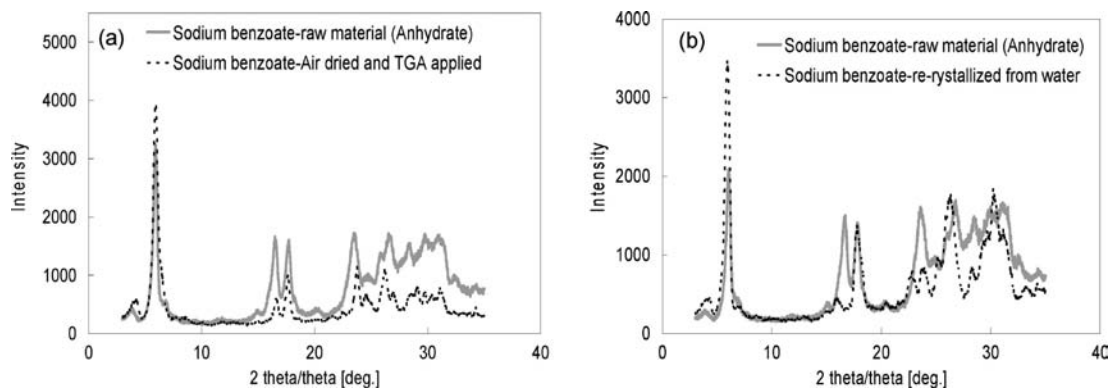 (a)
Sodium benzoate-raw material (Anhydrate)
Sodium benzoate-Air dried and TGA applied
Intensity
5000
4000
3000
2000
1000
0
0 10 20 30 40
2 theta/theta [deg.]
(b)
Sodium benzoate-raw material (Anhydrate)
Sodium benzoate-re-rystallized from water
Intensity
4000
3000
2000
1000
0
0 10 20 30 40
2 theta/theta [deg.]